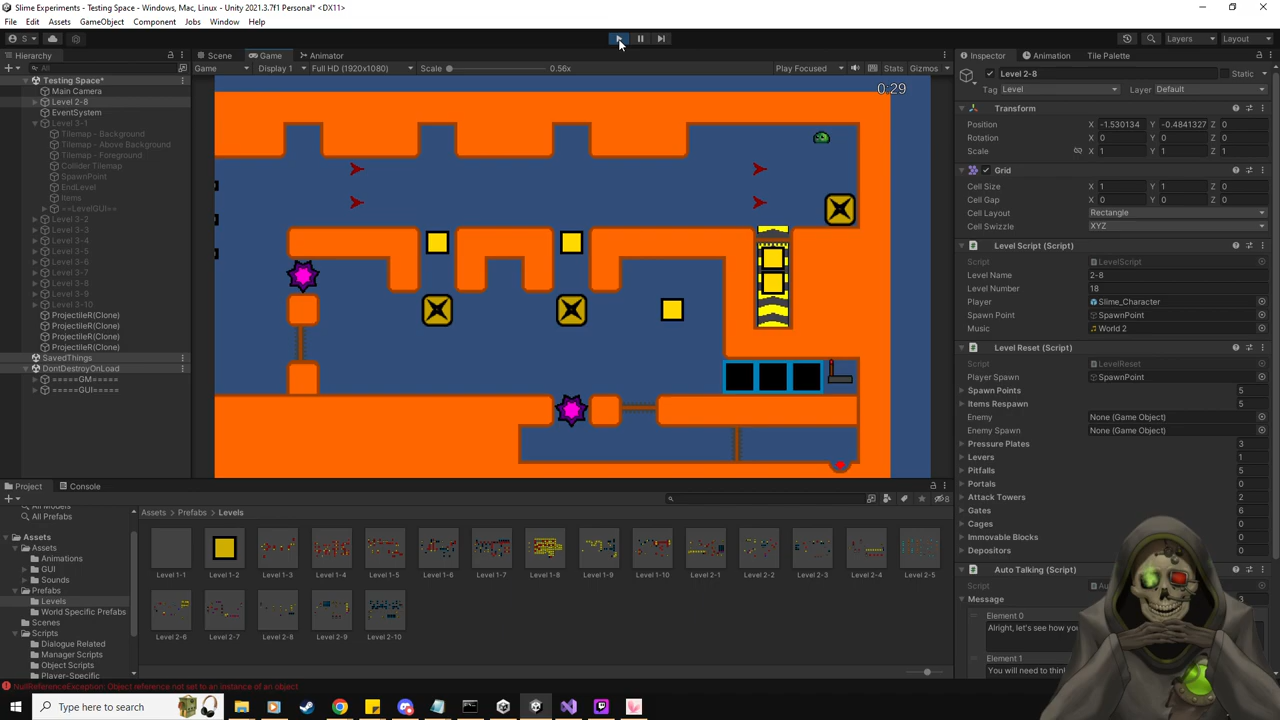 Slime Experiments - Testing Space - Windows, Mac, Linux - Unity 2021.3.7f1 Personal* <DX11>
File Edit Assets GameObject Component Jobs Window Help
S Layers Layout
Hierarchy Scene Game Animator Inspector Animation Tile Palette
All Game Display 1 Full HD (1920x1080) Scale 0.56x Play Focused Stats Gizmos
Testing Space*
Main Camera
Level 2-8
EventSystem
Level 3-1
Tilemap - Background
Tilemap - Above Background
Tilemap - Foreground
Collider Tilemap
SpawnPoint
EndLevel
Items
==LevelGUI==
Level 3-2
Level 3-3
Level 3-4
Level 3-5
Level 3-6
Level 3-7
Level 3-8
Level 3-9
Level 3-10
ProjectileR(Clone)
ProjectileR(Clone)
ProjectileR(Clone)
ProjectileR(Clone)
SavedThings
DontDestroyOnLoad
=====GM=====
=====GUI=====
0:29
Level 2-8 Static
Tag Level Layer Default
Transform
Position X -1.530134 Y -0.4841327 Z 0
Rotation X 0 Y 0 Z 0
Scale X 1 Y 1 Z 1
Grid
Cell Size X 1 Y 1 Z 0
Cell Gap X 0 Y 0 Z 0
Cell Layout Rectangle
Cell Swizzle XYZ
Level Script (Script)
Script LevelScript
Level Name 2-8
Level Number 18
Player Slime_Character
Spawn Point SpawnPoint
Music World 2
Level Reset (Script)
Script LevelReset
Player Spawn SpawnPoint
Spawn Points 5
Items Respawn 5
Enemy None (Game Object)
Enemy Spawn None (Game Object)
Pressure Plates 3
Levers 1
Pitfalls 5
Portals 0
Attack Towers 2
Gates 6
Cages 0
Immovable Blocks 0
Depositors 0
Auto Talking (Script)
Script
Message
Element 0
Alright, let's see how you
Element 1
You will need to thin
Project Console
8
All Models
All Prefabs
Assets
Assets
Animations
GUI
Sounds
Prefabs
Levels
World Specific Prefabs
Scenes
Scripts
Dialogue Related
Manager Scripts
Object Scripts
Player-Specific
Assets > Prefabs > Levels
Level 1-1 Level 1-2 Level 1-3 Level 1-4 Level 1-5 Level 1-6 Level 1-7 Level 1-8 Level 1-9 Level 1-10 Level 2-1 Level 2-2 Level 2-3 Level 2-4 Level 2-5
Level 2-6 Level 2-7 Level 2-8 Level 2-9 Level 2-10
NullReferenceException: Object reference not set to an instance of an object
Type here to search